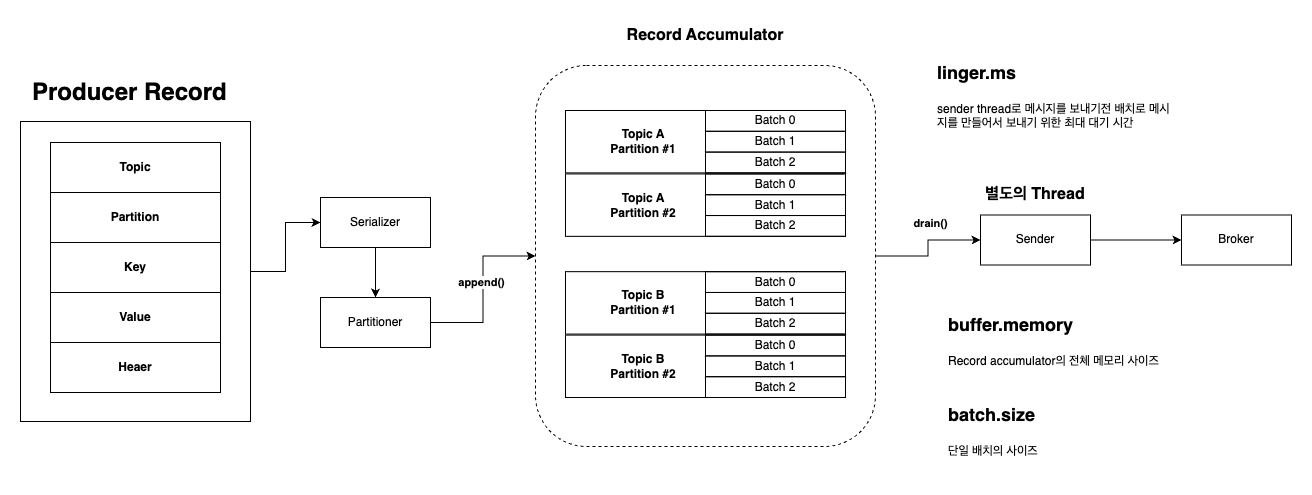 Producer Record
Topic
Partition
Key
Value
Heaer
Serializer
Partitioner
append()
Record Accumulator
Topic A
Partition #1
Batch 0
Batch 1
Batch 2
Topic A
Partition #2
Batch 0
Batch 1
Batch 2
Topic B
Partition #1
Batch 0
Batch 1
Batch 2
Topic B
Partition #2
Batch 0
Batch 1
Batch 2
linger.ms
sender thread로 메시지를 보내기전 배치로 메시
지를 만들어서 보내기 위한 최대 대기 시간
별도의 Thread
drain()
Sender
Broker
buffer.memory
Record accumulator의 전체 메모리 사이즈
batch.size
단일 배치의 사이즈